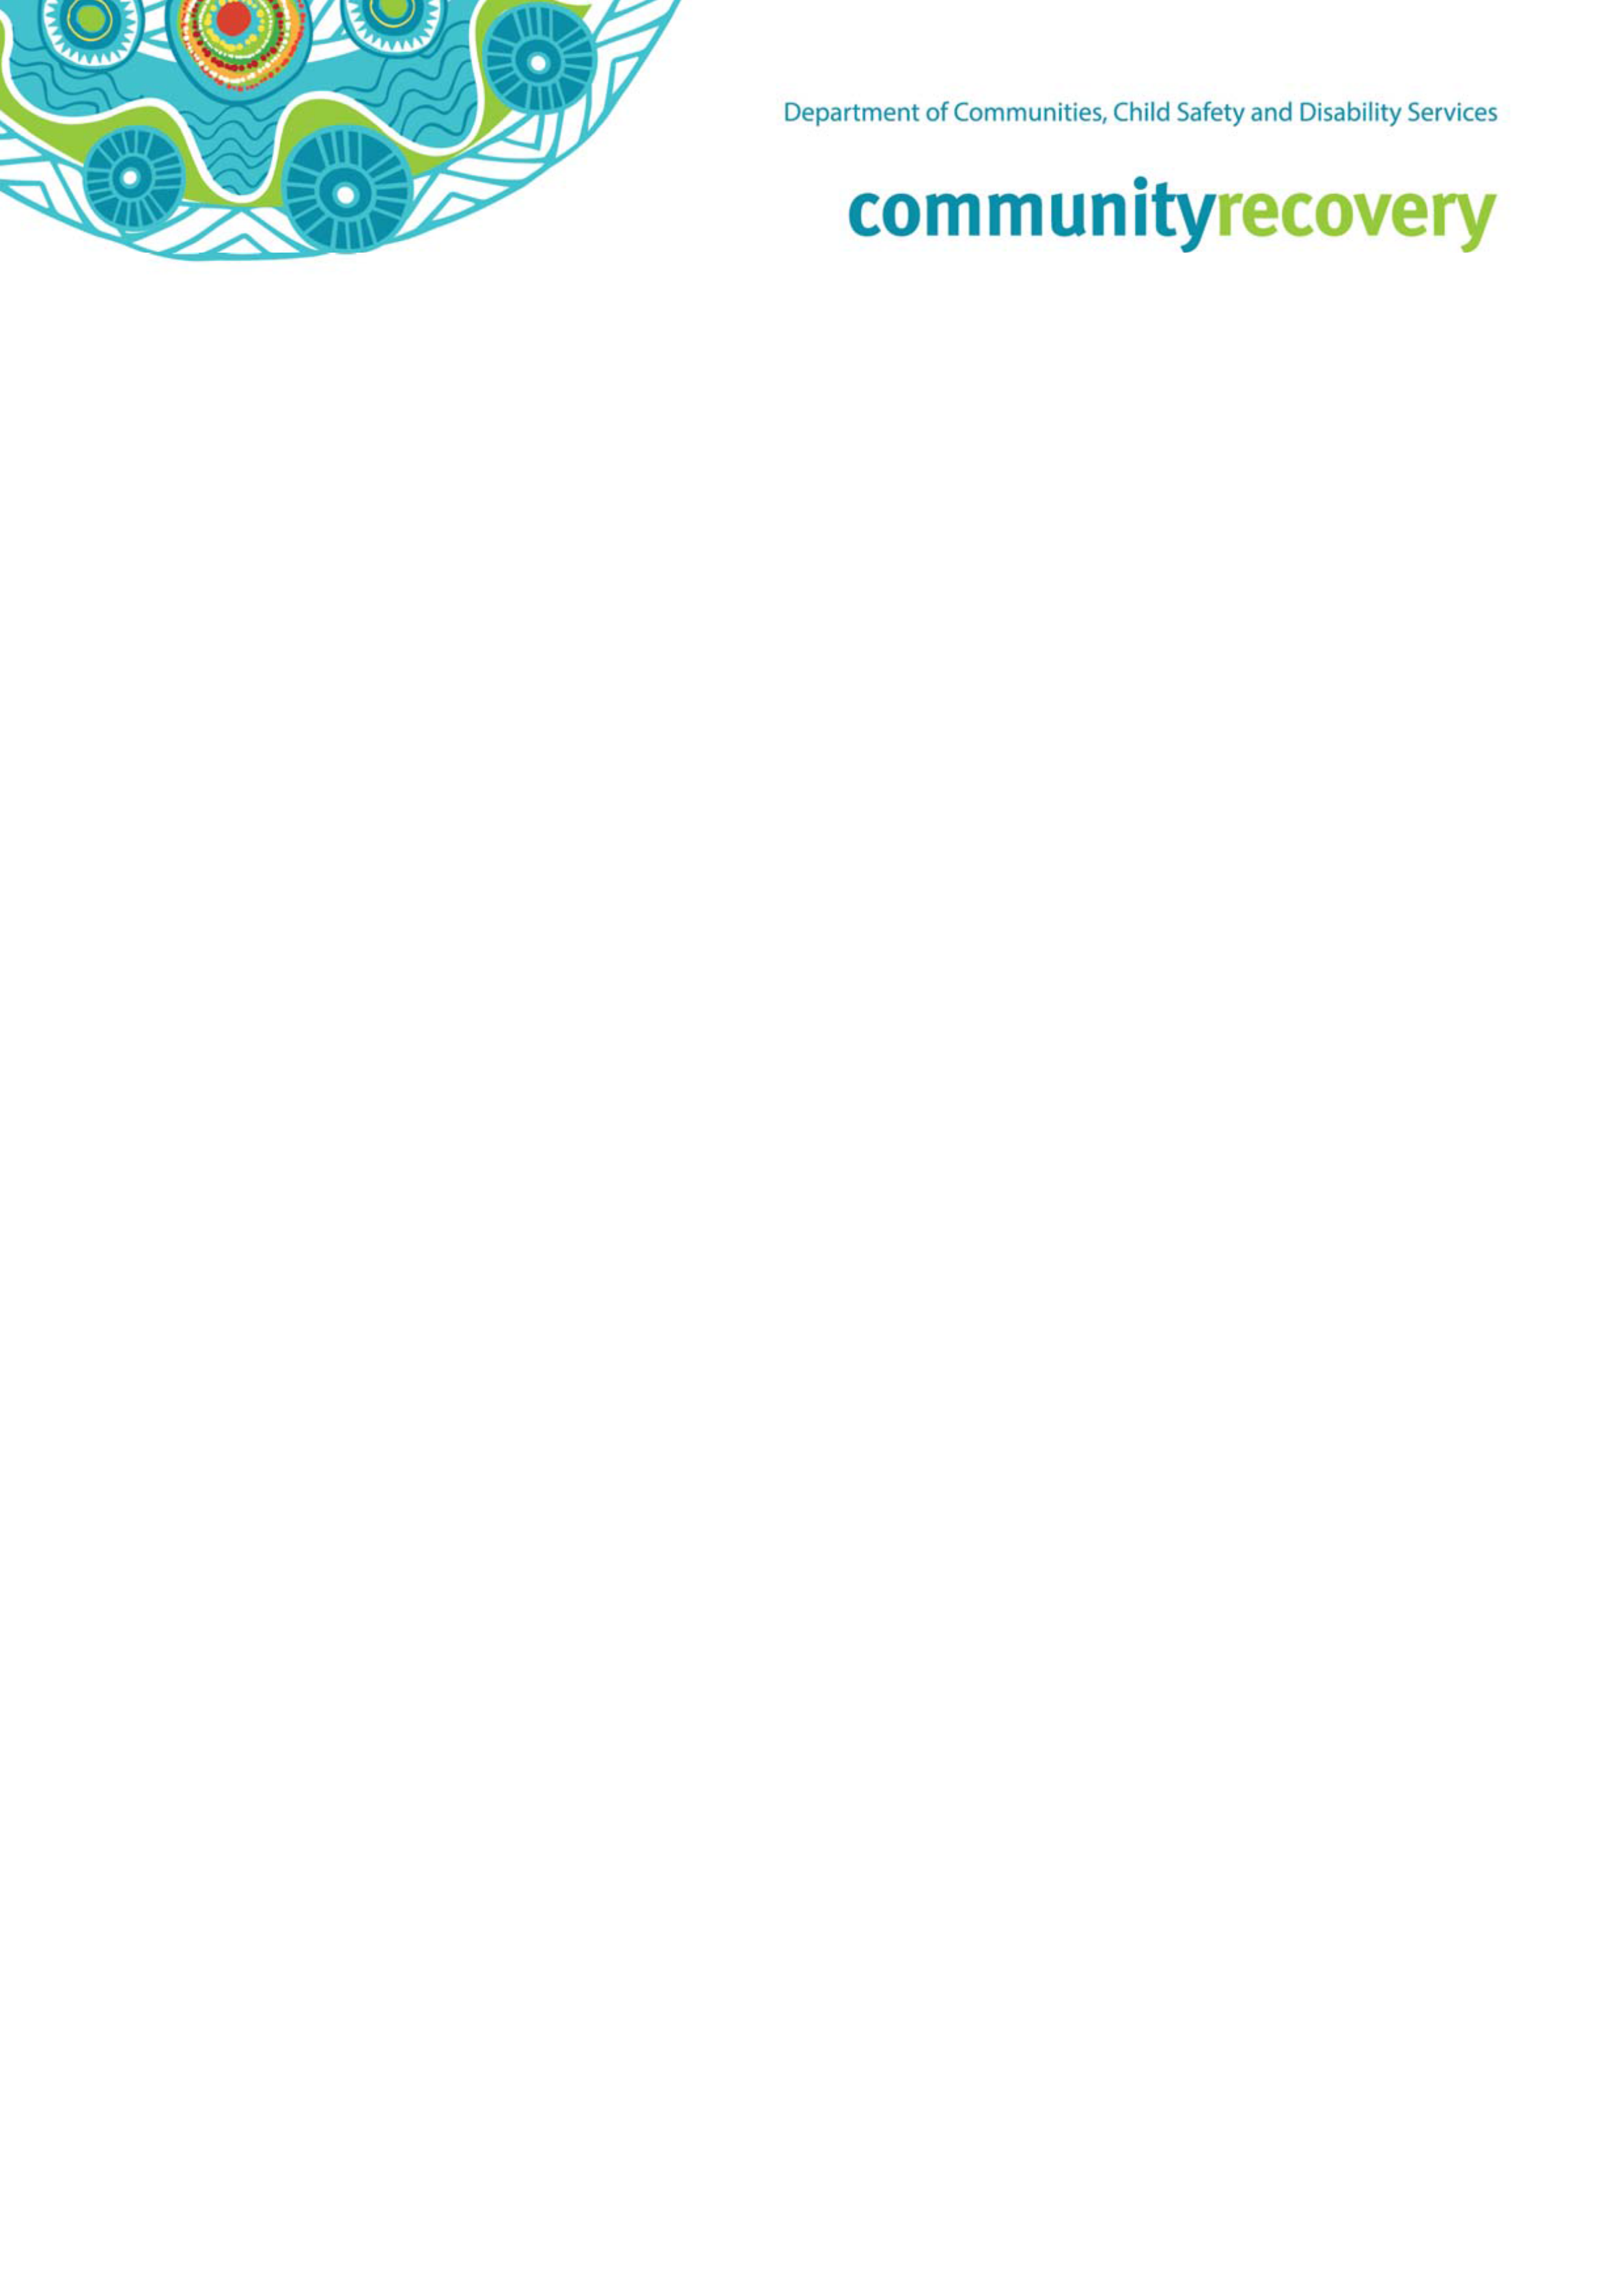 Department of Communities, Child Safety and Disability Services
communityrecovery